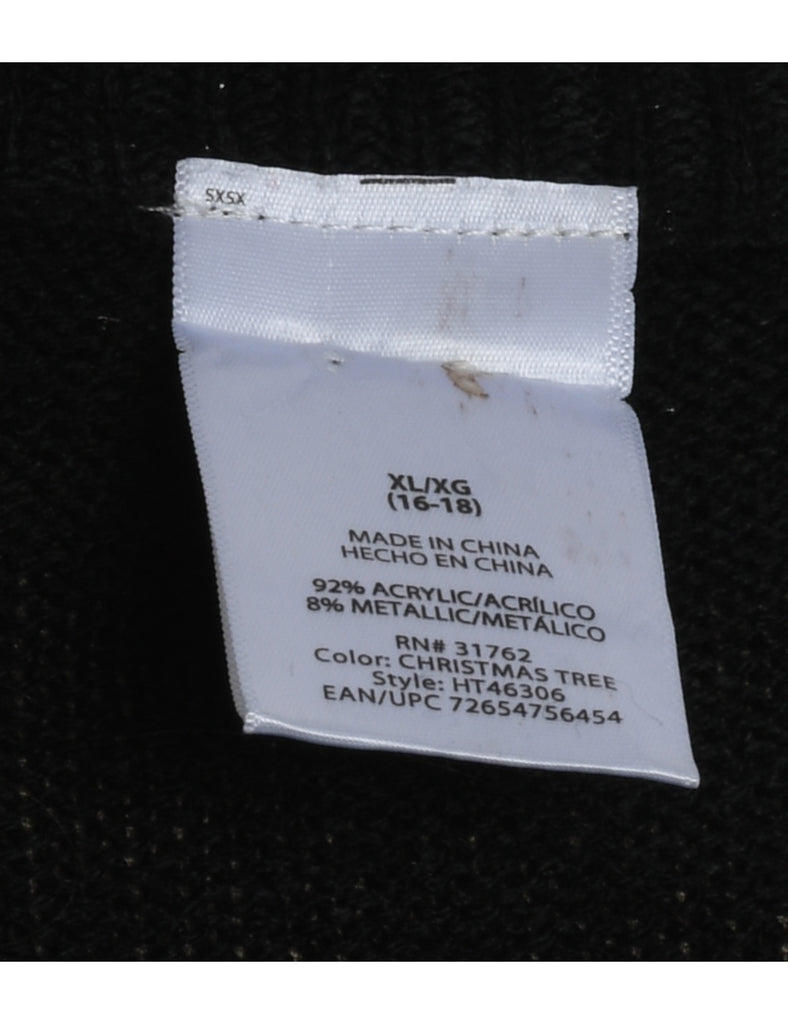 SXSX
XL/XG
(16-18)
MADE IN CHINA
HECHO EN CHINA
92% ACRYLIC/ACRÍLICO
8% METALLIC/METÁLICO
RN# 31762
Color: CHRISTMAS TREE
Style: HT46306
EAN/UPC 72654756454